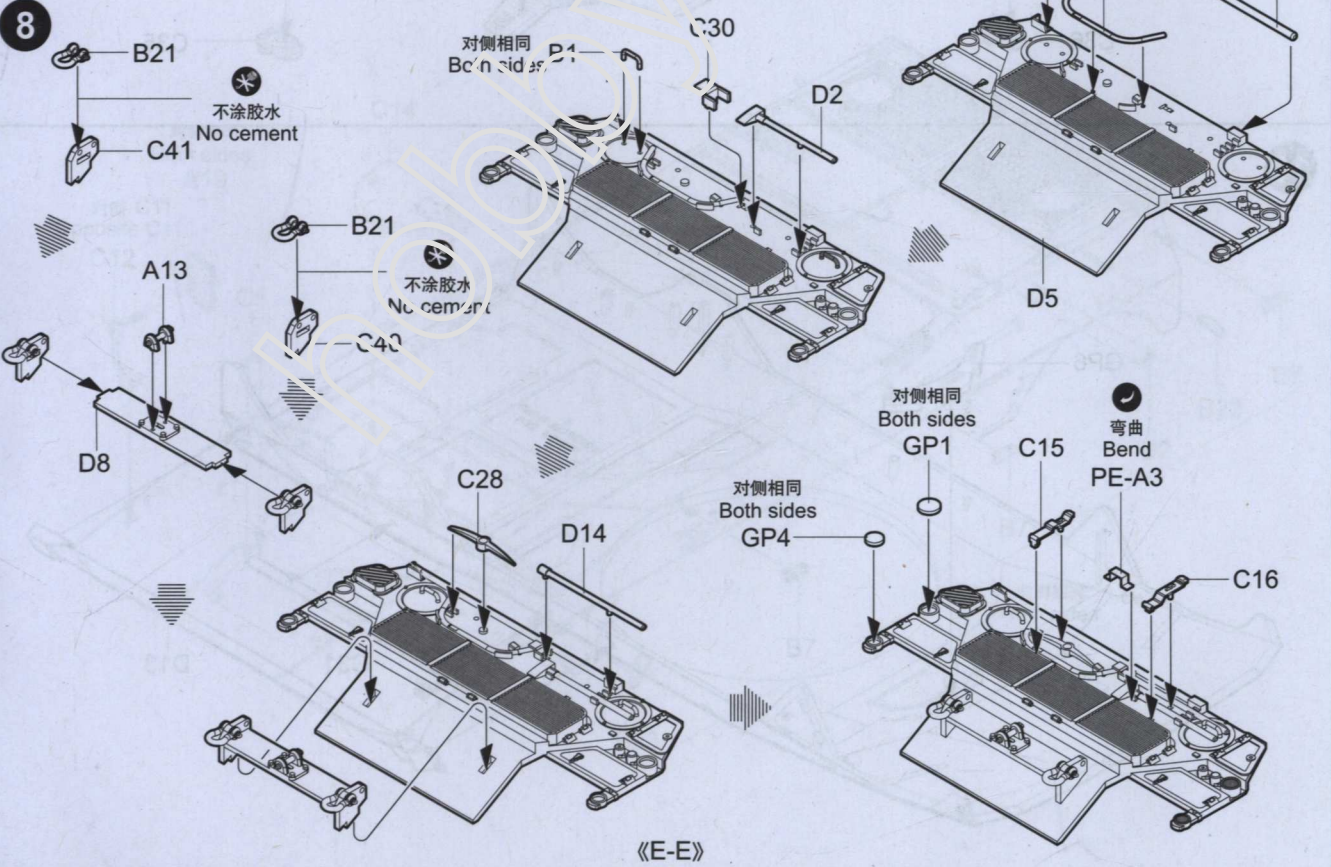 8
B21
不涂胶水
No cement
C41
B21
不涂胶水
No cement
C40
A13
D8
对侧相同
Both sides
B1
C30
D2
D5
C28
D14
对侧相同
Both sides
GP4
对侧相同
Both sides
GP1
C15
弯曲
Bend
PE-A3
C16
《E-E》
hobby